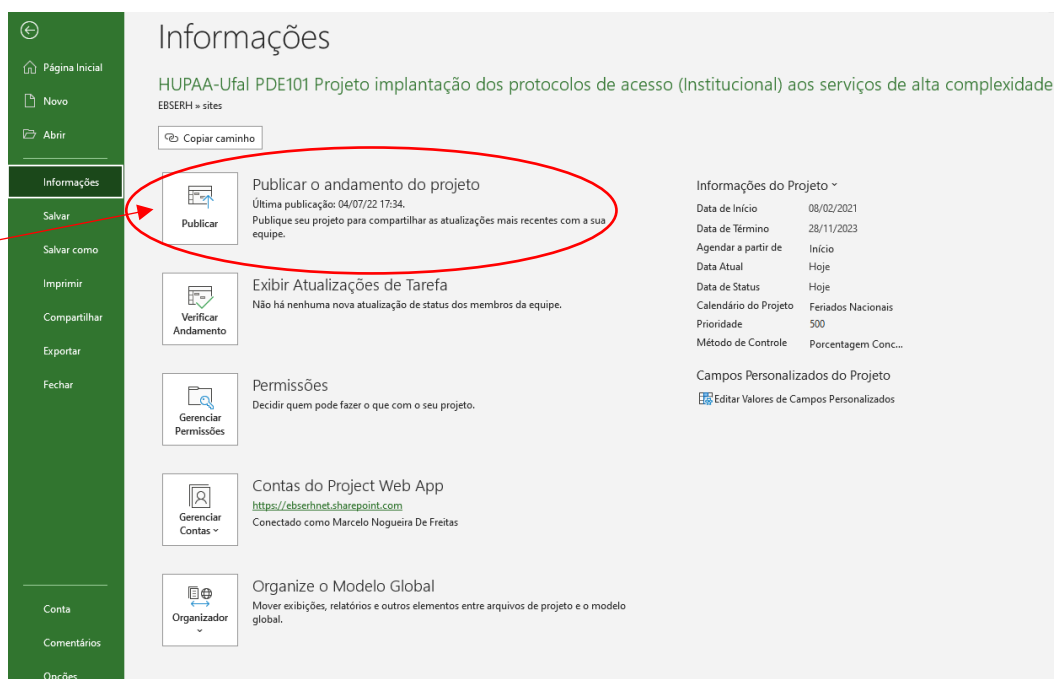 Informações
HUPAA-Ufal PDE101 Projeto implantação dos protocolos de acesso (Institucional) aos serviços de alta complexidade
EBSERH » sites
Copiar caminho
Página Inicial
Novo
Abrir
Informações
Salvar
Salvar como
Imprimir
Compartilhar
Exportar
Fechar
Conta
Comentários
Opções
Publicar
Publicar o andamento do projeto
Última publicação: 04/07/22 17:34.
Publique seu projeto para compartilhar as atualizações mais recentes com a sua
equipe.
Verificar
Andamento
Exibir Atualizações de Tarefa
Não há nenhuma nova atualização de status dos membros da equipe.
Gerenciar
Permissões
Permissões
Decidir quem pode fazer o que com o seu projeto.
Gerenciar
Contas
Contas do Project Web App
https://ebserhnet.sharepoint.com
Conectado como Marcelo Nogueira De Freitas
Organizador
Organize o Modelo Global
Mover exibições, relatórios e outros elementos entre arquivos de projeto e o modelo
global.
Informações do Projeto
Data de Início 08/02/2021
Data de Término 28/11/2023
Agendar a partir de Início
Data Atual Hoje
Data de Status Hoje
Calendário do Projeto Feriados Nacionais
Prioridade 500
Método de Controle Porcentagem Conc...
Campos Personalizados do Projeto
Editar Valores de Campos Personalizados